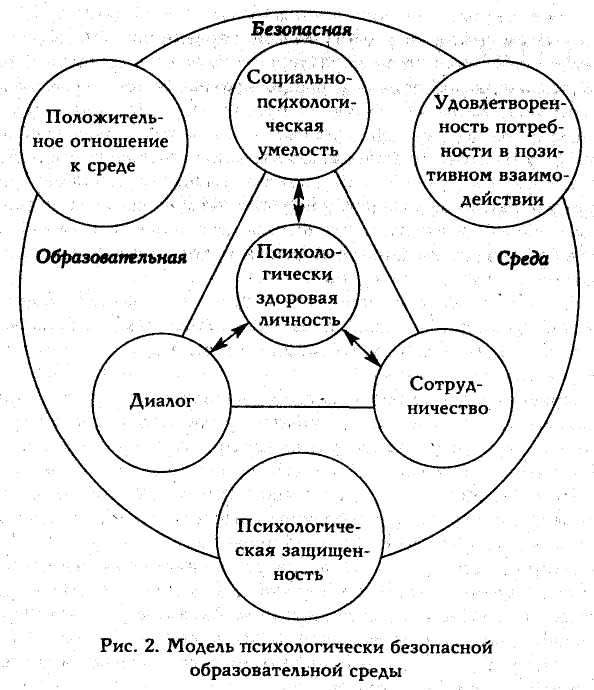 Безопасная
Социально-
психологи-
ческая
умелость
Положитель-
ное отношение
к среде
Удовлетворен-
ность потреб-
ности в пози-
тивном взаимо-
действии
Образовательная
Среда
Психоло-
гически
здоровая
личность
Диалог
Сотруд-
ничество
Психологиче-
ская защищен-
ность
Рис. 2. Модель психологически безопасной
образовательной среды